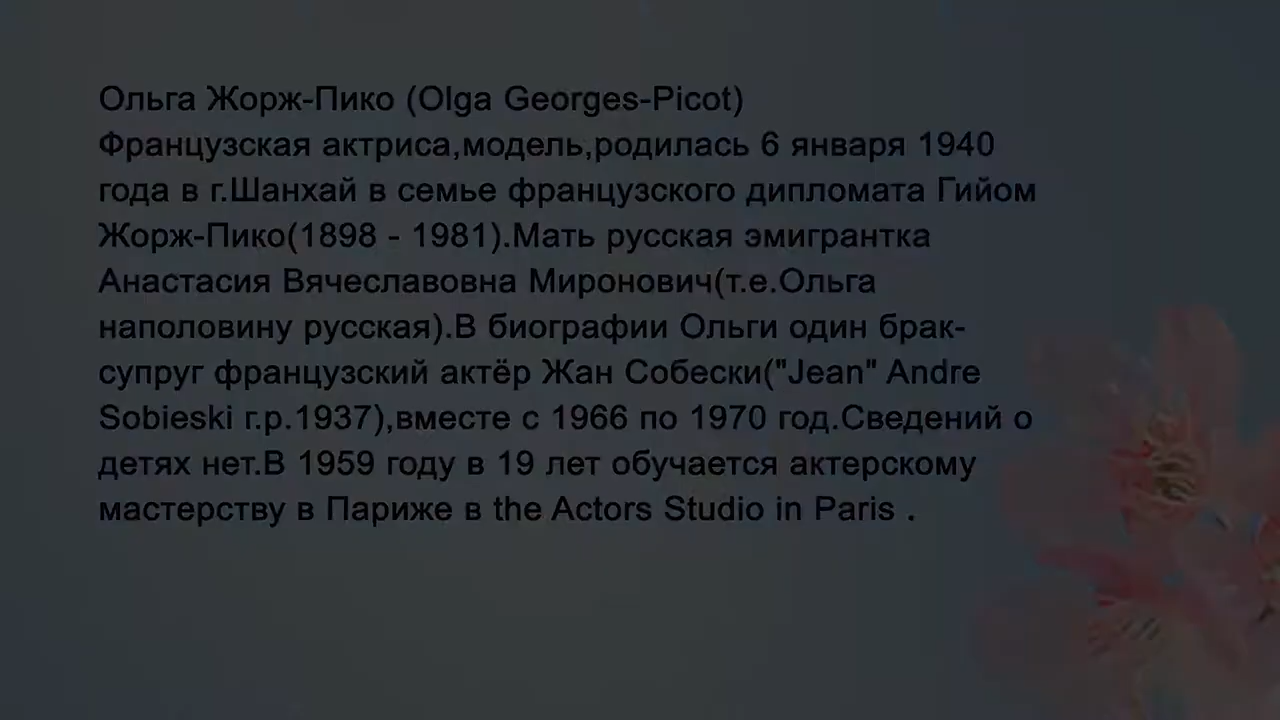 Ольга Жорж-Пико (Olga Georges-Picot)
Французская актриса,модель,родилась 6 января 1940
года в г.Шанхай в семье французского дипломата Гийом
Жорж-Пико(1898 - 1981).Мать русская эмигрантка
Анастасия Вячеславовна Миронович(т.е.Ольга
наполовину русская).В биографии Ольги один брак-
супруг французский актёр Жан Собески("Jean" Andre
Sobieski г.р.1937),вместе с 1966 по 1970 год.Сведений о
детях нет.В 1959 году в 19 лет обучается актерскому
мастерству в Париже в the Actors Studio in Paris .